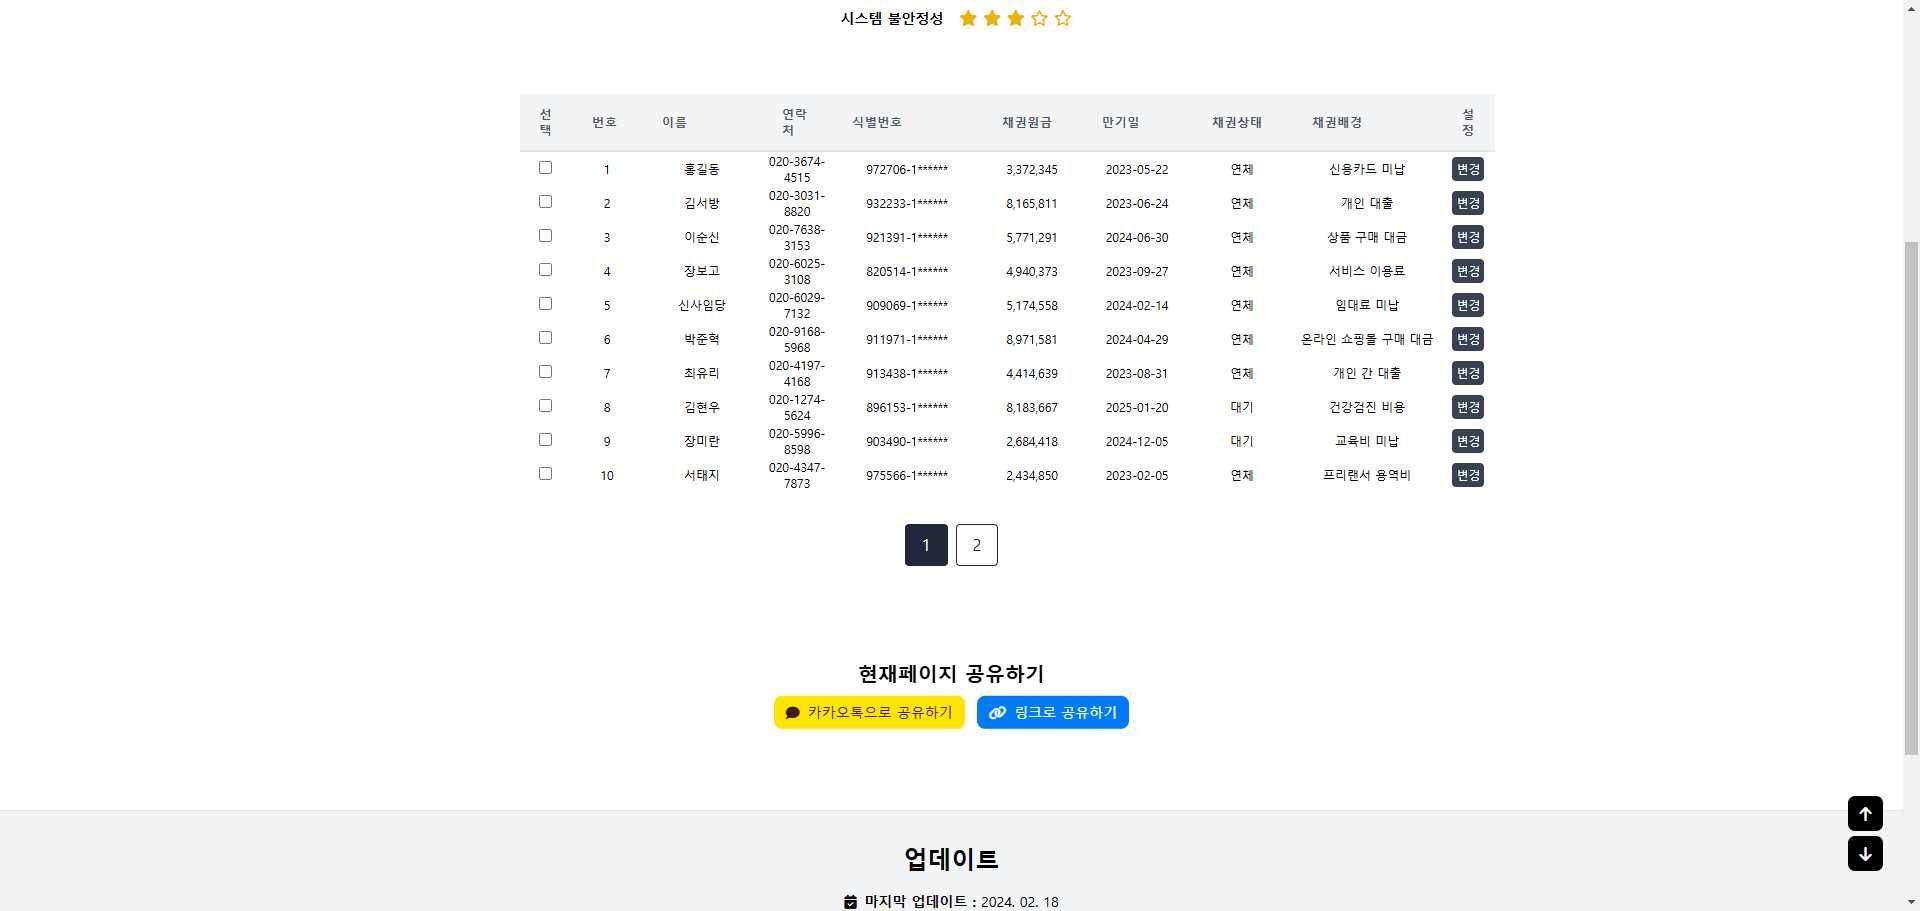 시스템 불안정성
선택 번호 이름 연락처 식별번호 채권원금 만기일 채권상태 채권배경 설정
1 홍길동 020-3674-4515 972706-1****** 3,372,345 2023-05-22 연체 신용카드 미납 변경
2 김서방 020-3031-8820 932233-1****** 8,165,811 2023-06-24 연체 개인 대출 변경
3 이순신 020-7638-3153 921391-1****** 5,771,291 2024-06-30 연체 상품 구매 대금 변경
4 장보고 020-6025-3108 820514-1****** 4,940,373 2023-09-27 연체 서비스 이용료 변경
5 신사임당 020-6029-7132 909069-1****** 5,174,558 2024-02-14 연체 임대료 미납 변경
6 박준혁 020-9168-5968 911971-1****** 8,971,581 2024-04-29 연체 온라인 쇼핑몰 구매 대금 변경
7 최유리 020-4197-4168 913438-1****** 4,414,639 2023-08-31 연체 개인 간 대출 변경
8 김현우 020-1274-5624 896153-1****** 8,183,667 2025-01-20 대기 건강검진 비용 변경
9 장미란 020-5996-8598 903490-1****** 2,684,418 2024-12-05 대기 교육비 미납 변경
10 서태지 020-4347-7873 975566-1****** 2,434,850 2023-02-05 연체 프리랜서 용역비 변경
1 2
현재페이지 공유하기
카카오톡으로 공유하기 링크로 공유하기
업데이트
마지막 업데이트 : 2024. 02. 18